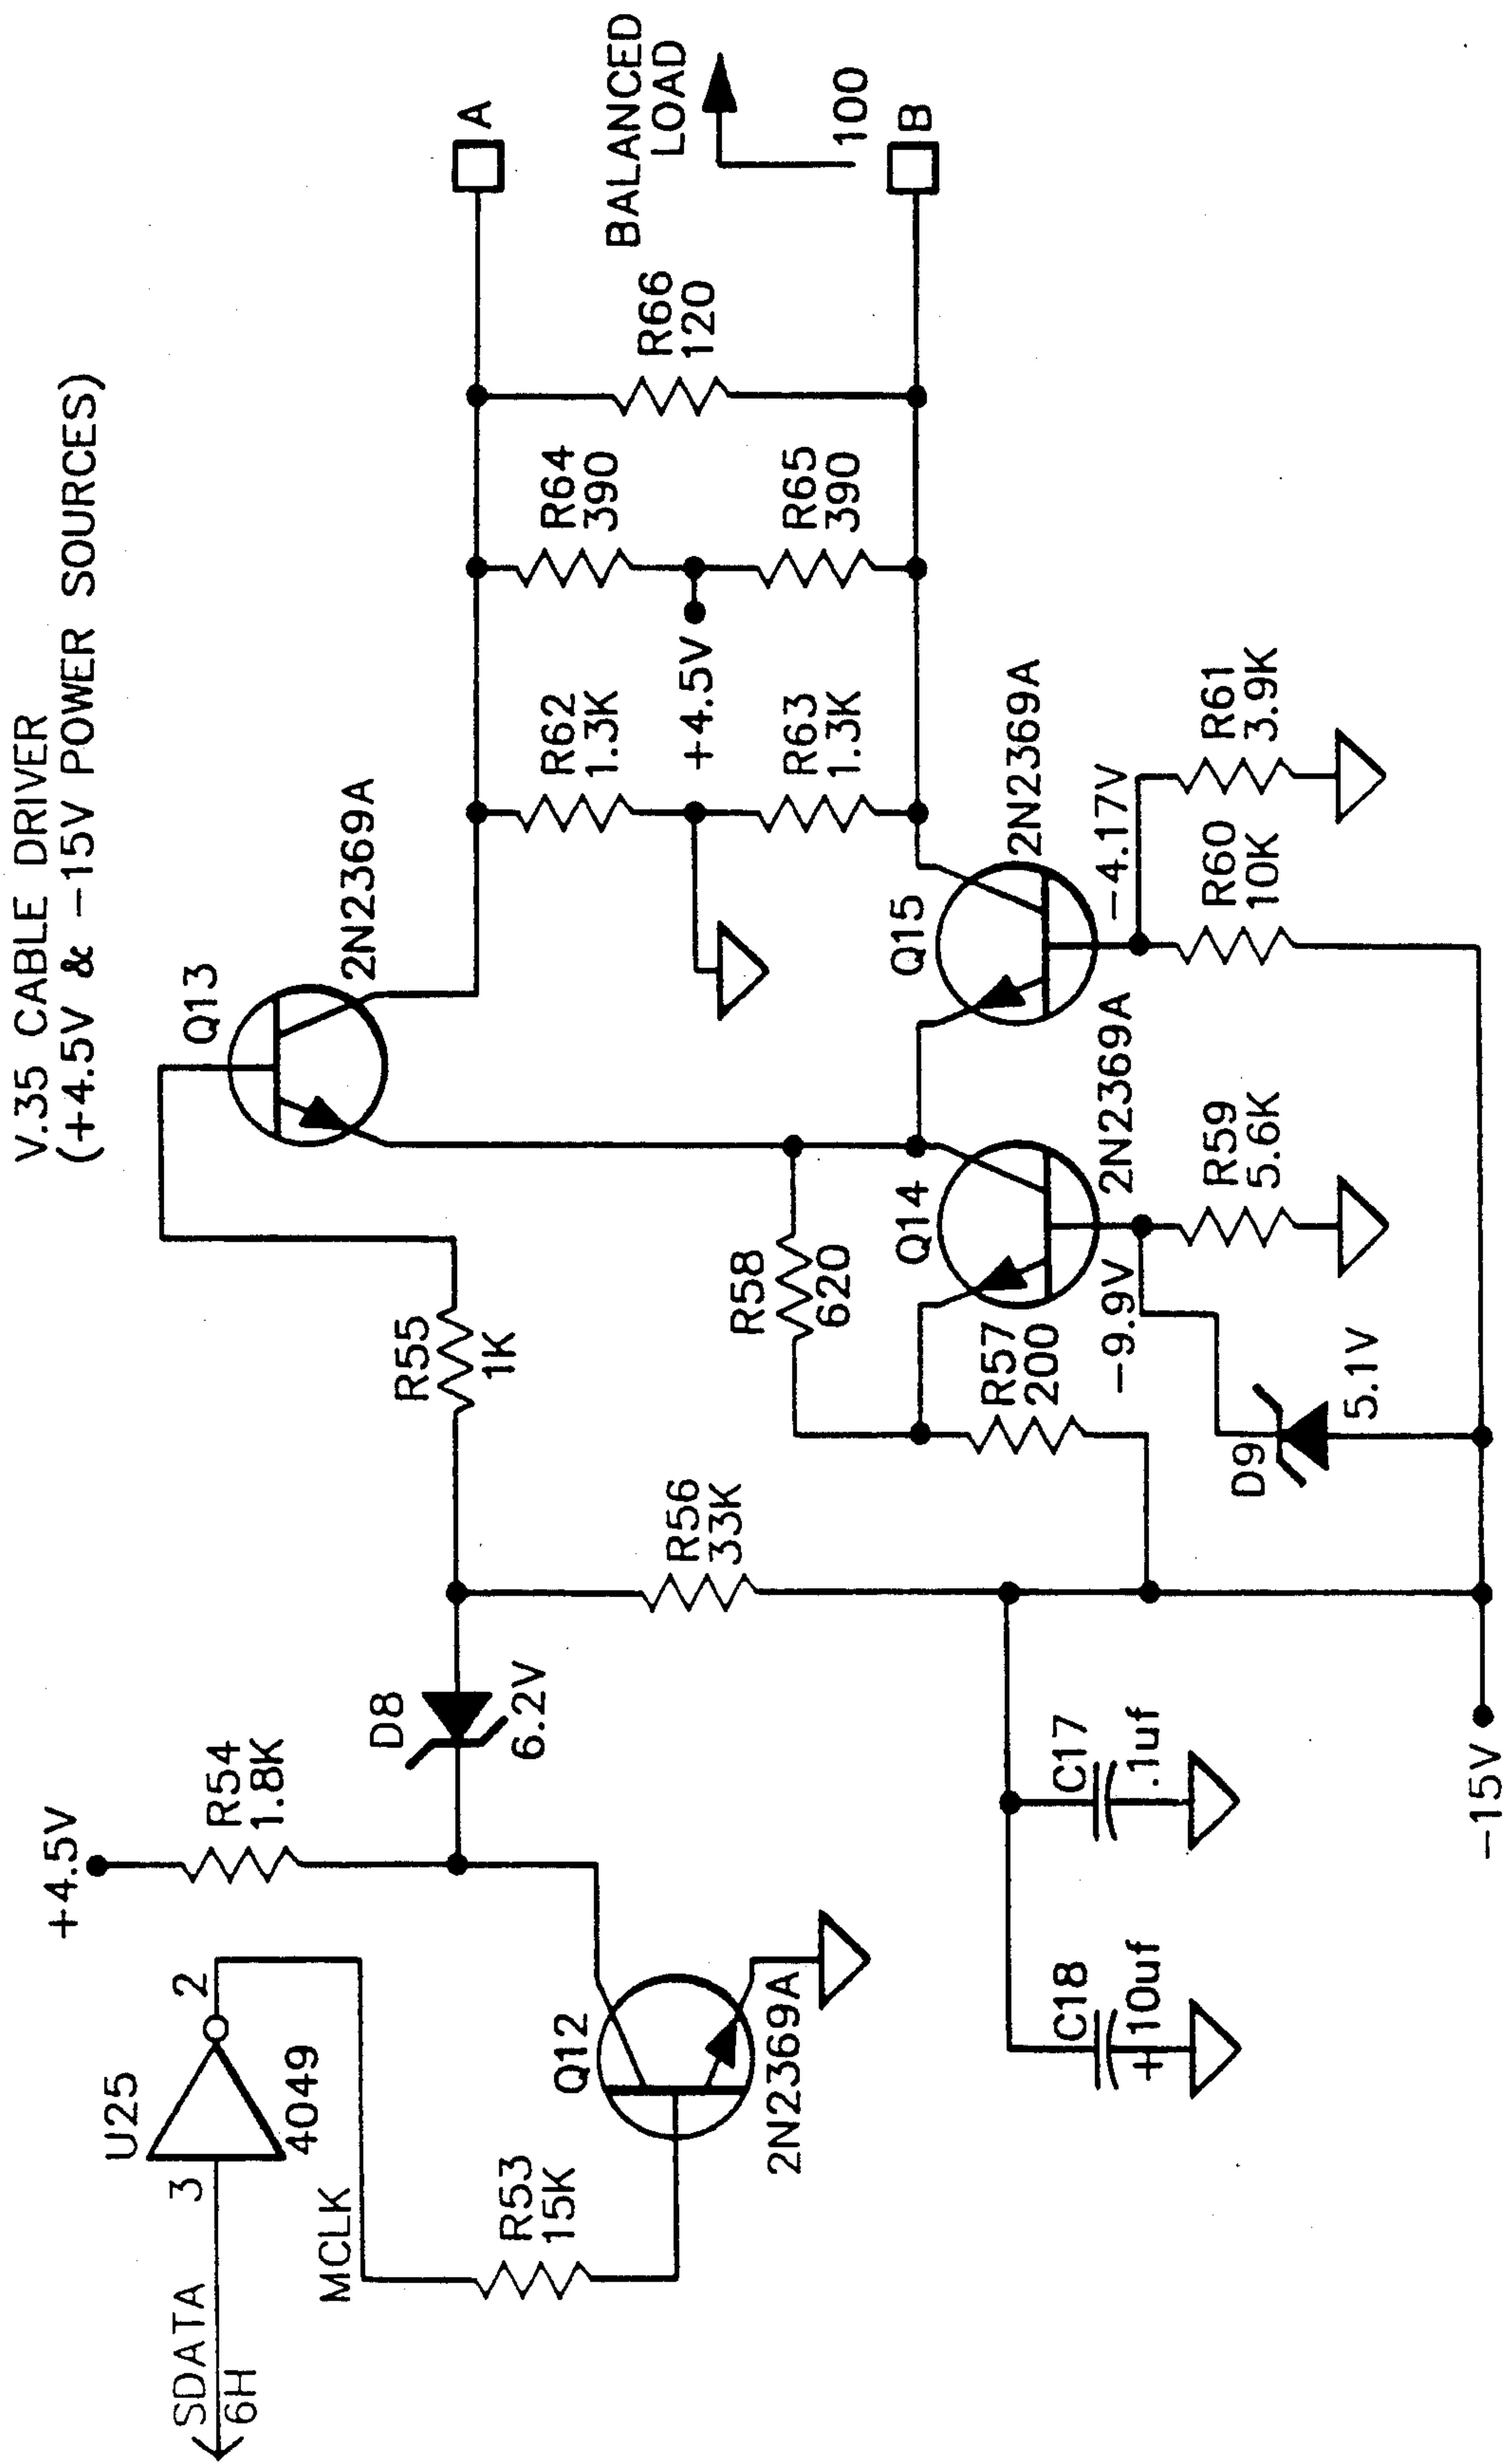 V.35 CABLE DRIVER
(+4.5V & −15V POWER SOURCES)
SDATA
6H
3
U25
4049
2
MCLK
R53
15K
Q12
2N2369A
+4.5V
R54
1.8K
D8
6.2V
R55
1K
R56
33K
C18
+
10uf
C17
.1uf
−15V
Q13
2N2369A
R58
620
R57
200
Q14
2N2369A
−9.9V
D9
5.1V
R59
5.6K
Q15
2N2369A
−4.17V
R60
10K
R61
3.9K
R62
1.3K
R63
1.3K
+4.5V
R64
390
R65
390
R66
120
A
BALANCED
LOAD
100
B